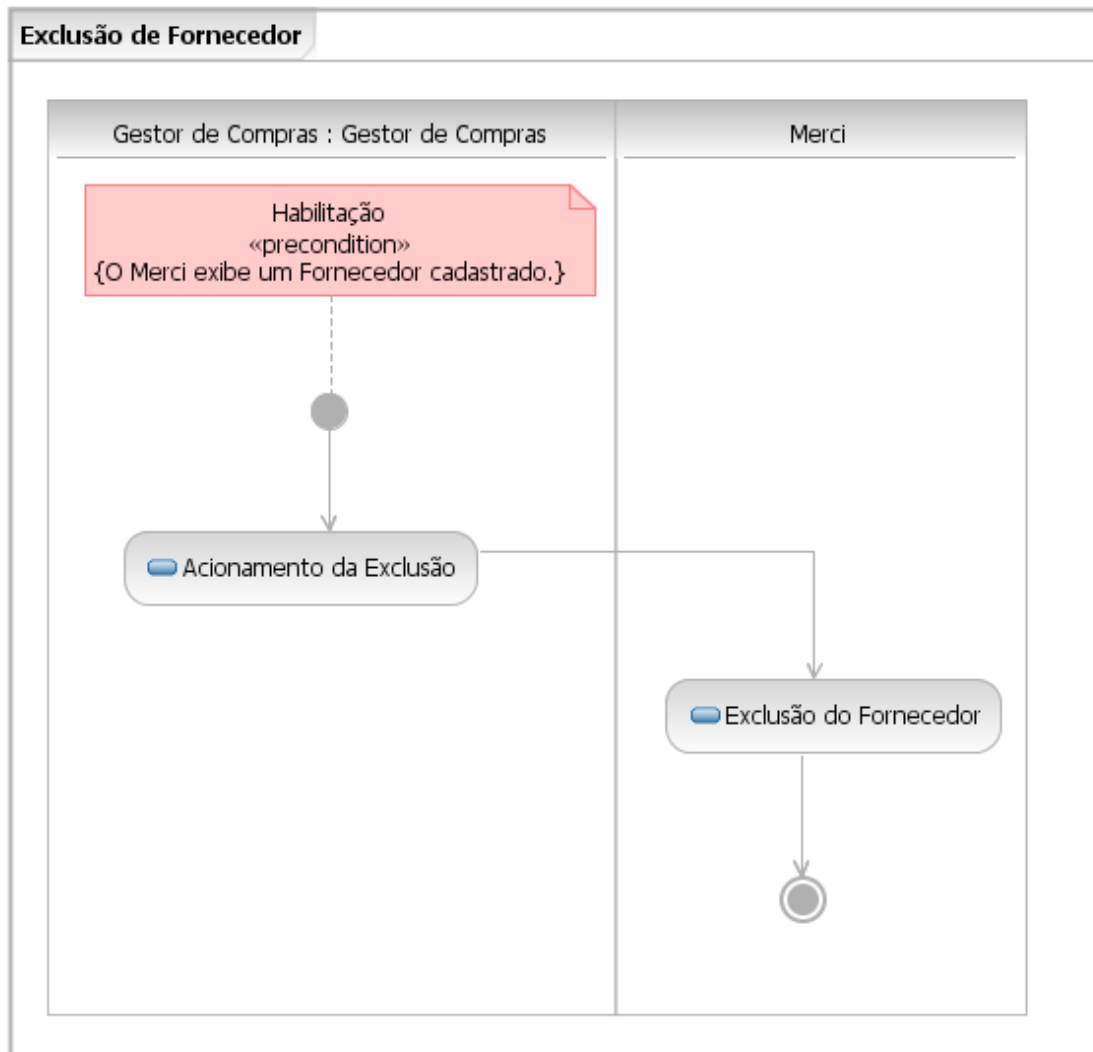 Exclusão de Fornecedor
Gestor de Compras : Gestor de Compras
Merci
Habilitação
«precondition»
{O Merci exibe um Fornecedor cadastrado.}
Acionamento da Exclusão
Exclusão do Fornecedor